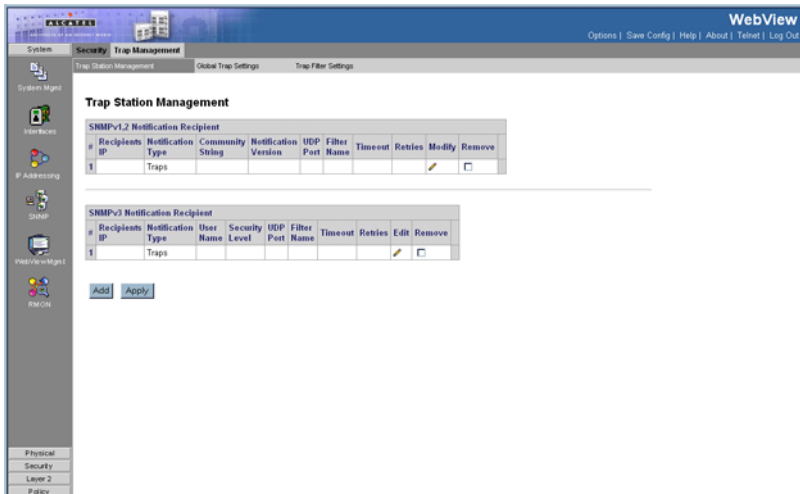 ALCATEL
WebView
Options | Save Config | Help | About | Telnet | Log Out
System
Security Trap Management
Trap Station Management Global Trap Settings Trap Filter Settings
System Mgmt
Interfaces
IP Addressing
SNMP
WebView Mgmt
RMON
Physical
Security
Layer 2
Policy
Trap Station Management
SNMPv1,2 Notification Recipient
# Recipients IP Notification Type Community String Notification Version UDP Port Filter Name Timeout Retries Modify Remove
1 Traps
SNMPv3 Notification Recipient
# Recipients IP Notification Type User Name Security Level UDP Port Filter Name Timeout Retries Edit Remove
1 Traps
Add Apply